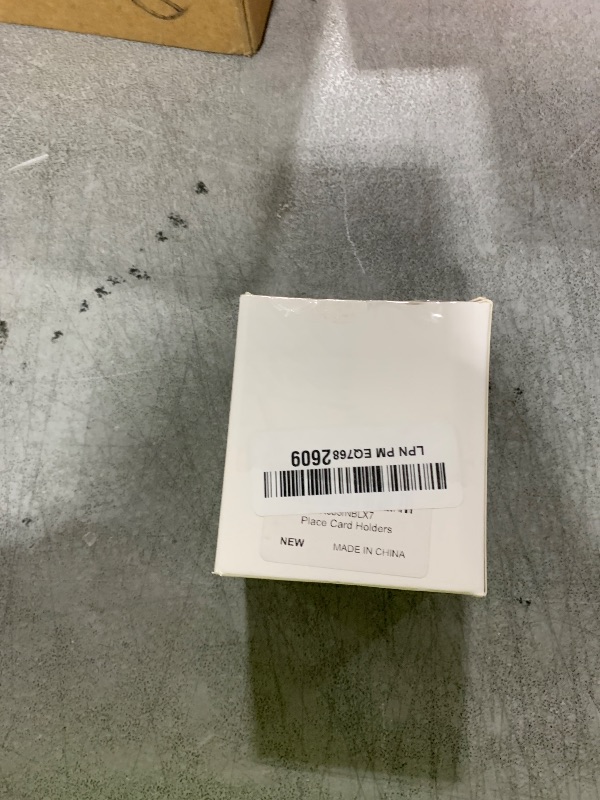 LPN PM EQ7682609
Place Card Holders
NEW
MADE IN CHINA